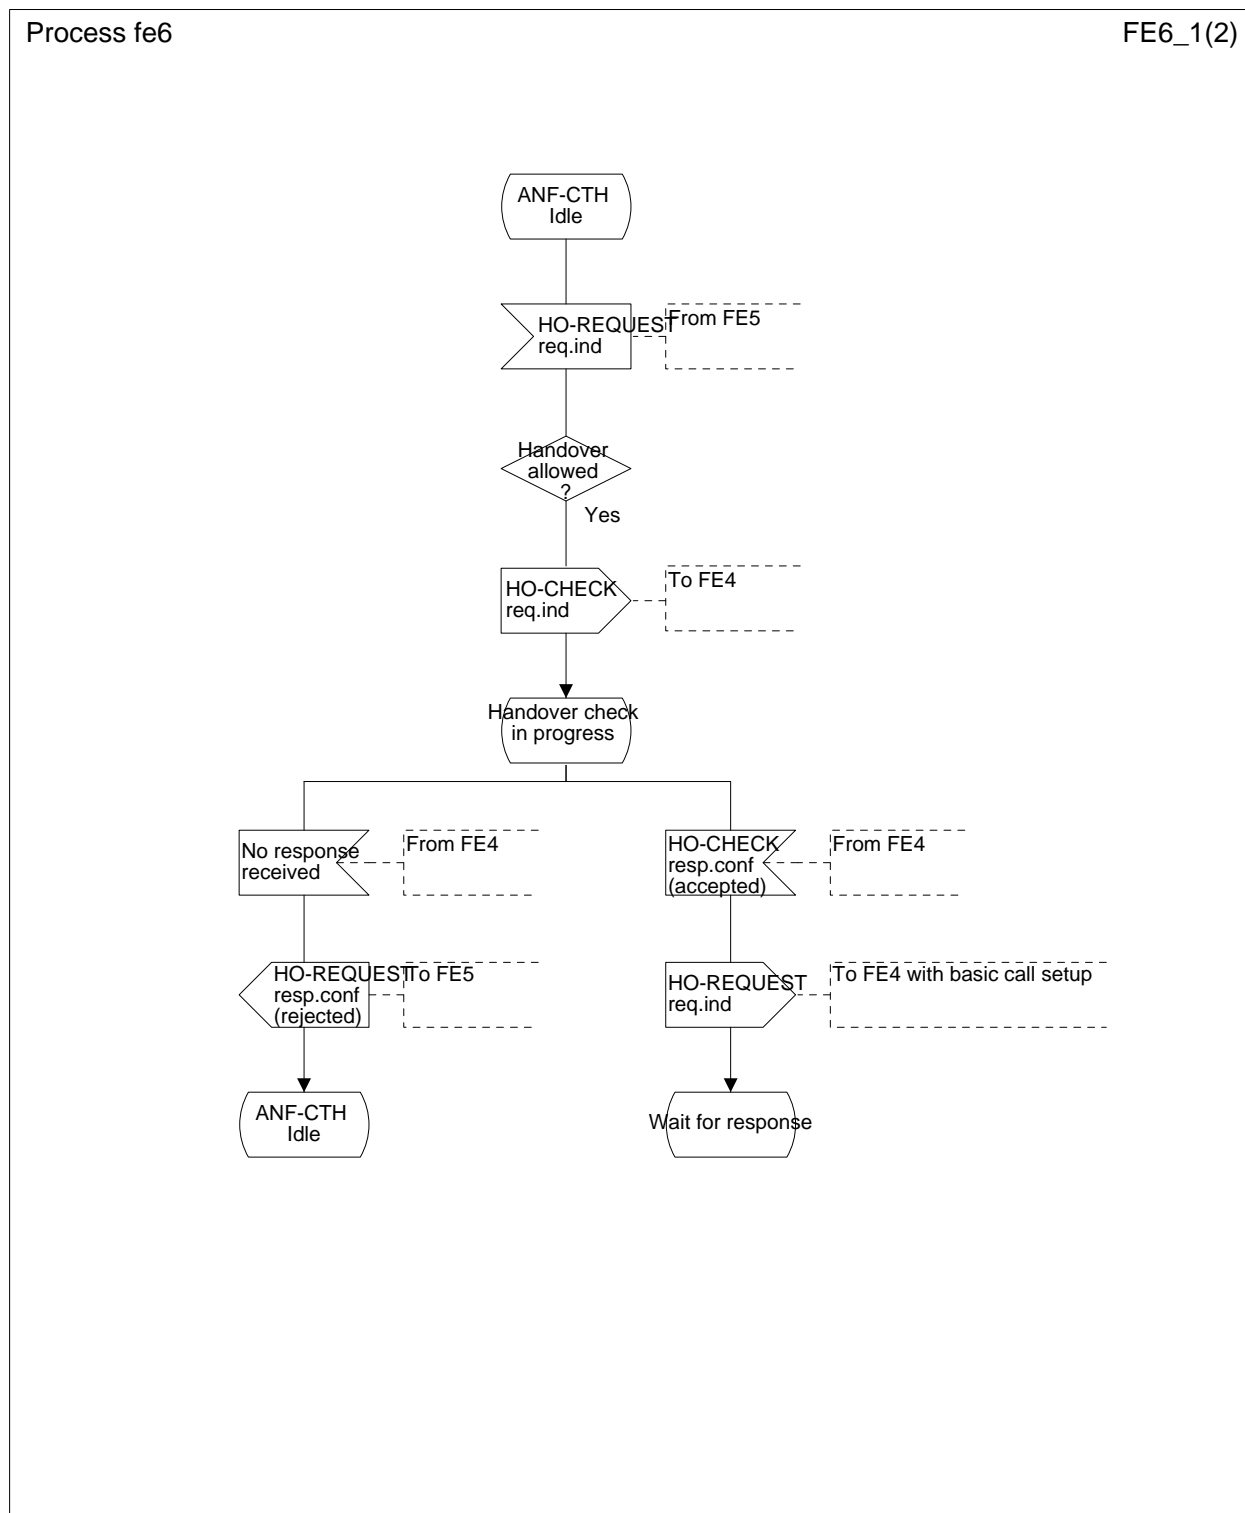 Process fe6
FE6_1(2)
ANF-CTH
Idle
HO-REQUEST
req.ind
From FE5
Handover
allowed
?
Yes
HO-CHECK
req.ind
To FE4
Handover check
in progress
No response
received
From FE4
HO-CHECK
resp.conf
(accepted)
From FE4
HO-REQUEST
resp.conf
(rejected)
To FE5
HO-REQUEST
req.ind
To FE4 with basic call setup
ANF-CTH
Idle
Wait for response